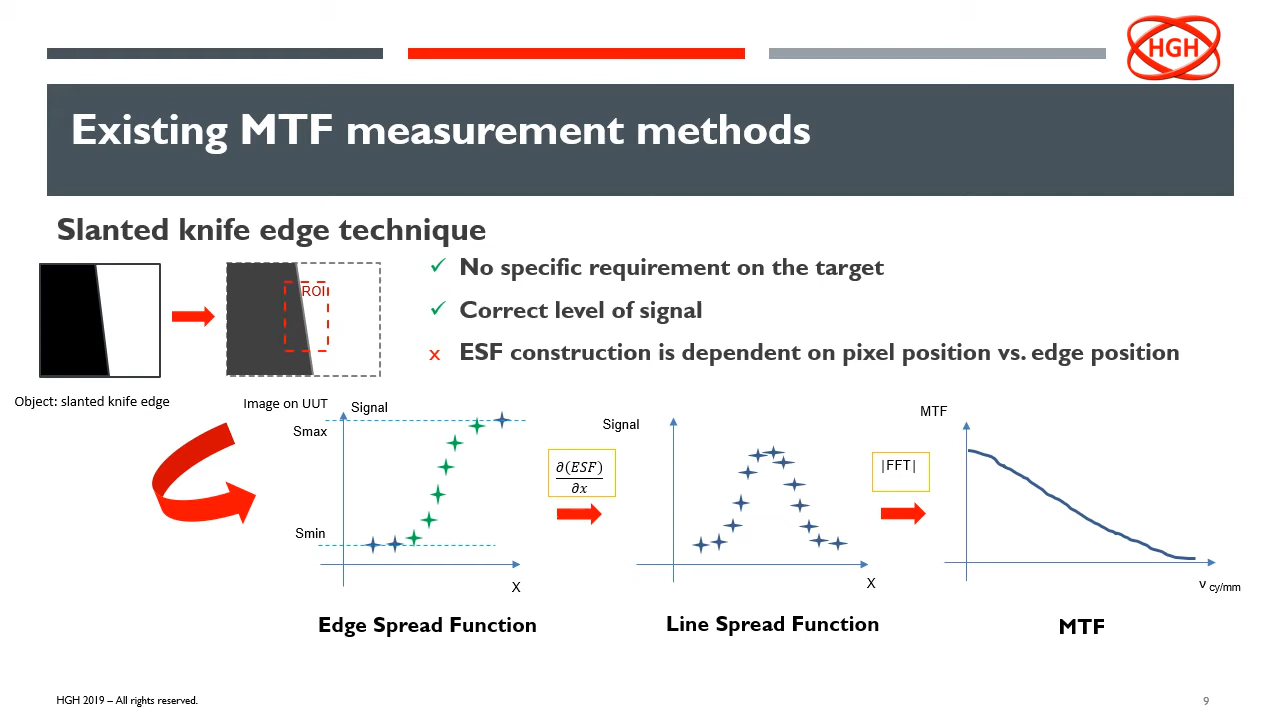 HGH
Existing MTF measurement methods
Slanted knife edge technique
✓ No specific requirement on the target
✓ Correct level of signal
x ESF construction is dependent on pixel position vs. edge position
ROI
Object: slanted knife edge
Image on UUT
Signal
Smax
Smin
X
Edge Spread Function
∂(ESF)
∂x
Signal
X
Line Spread Function
|FFT|
MTF
ν cy/mm
MTF
HGH 2019 – All rights reserved.
9